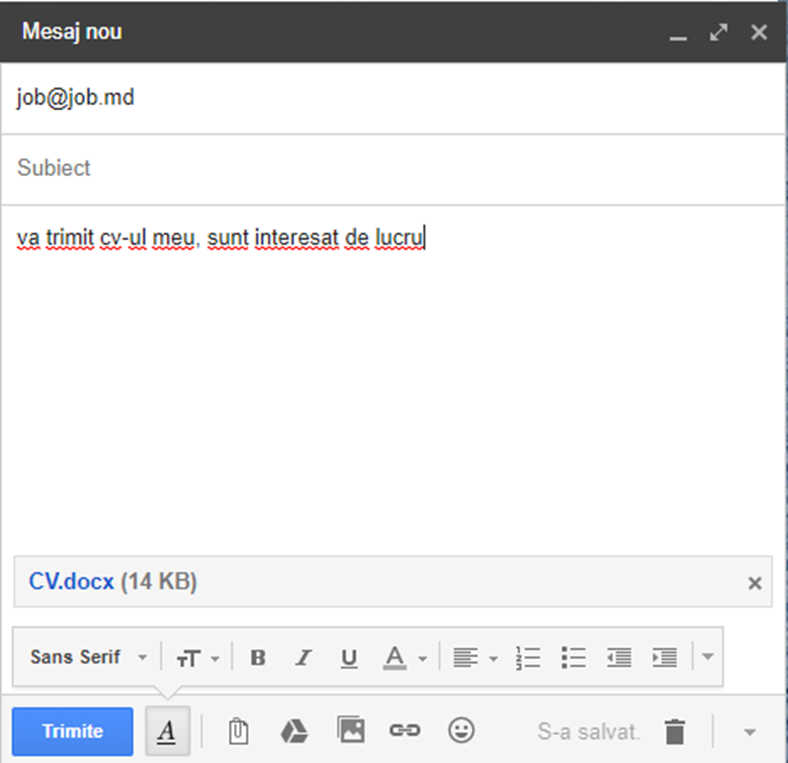 Mesaj nou
job@job.md
Subiect
va trimit cv-ul meu, sunt interesat de lucru
CV.docx (14 KB)
Sans Serif
Trimite
S-a salvat.